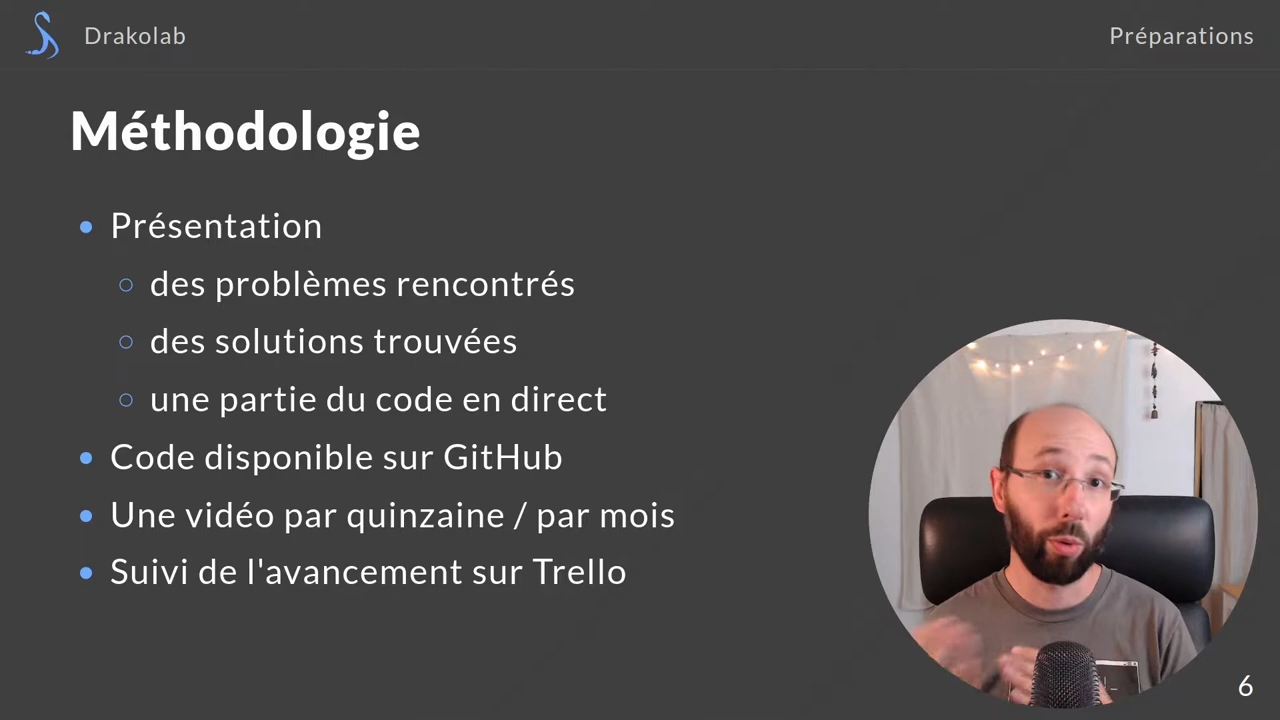 Drakolab
Préparations
Méthodologie
Présentation
des problèmes rencontrés
des solutions trouvées
une partie du code en direct
Code disponible sur GitHub
Une vidéo par quinzaine / par mois
Suivi de l'avancement sur Trello
6